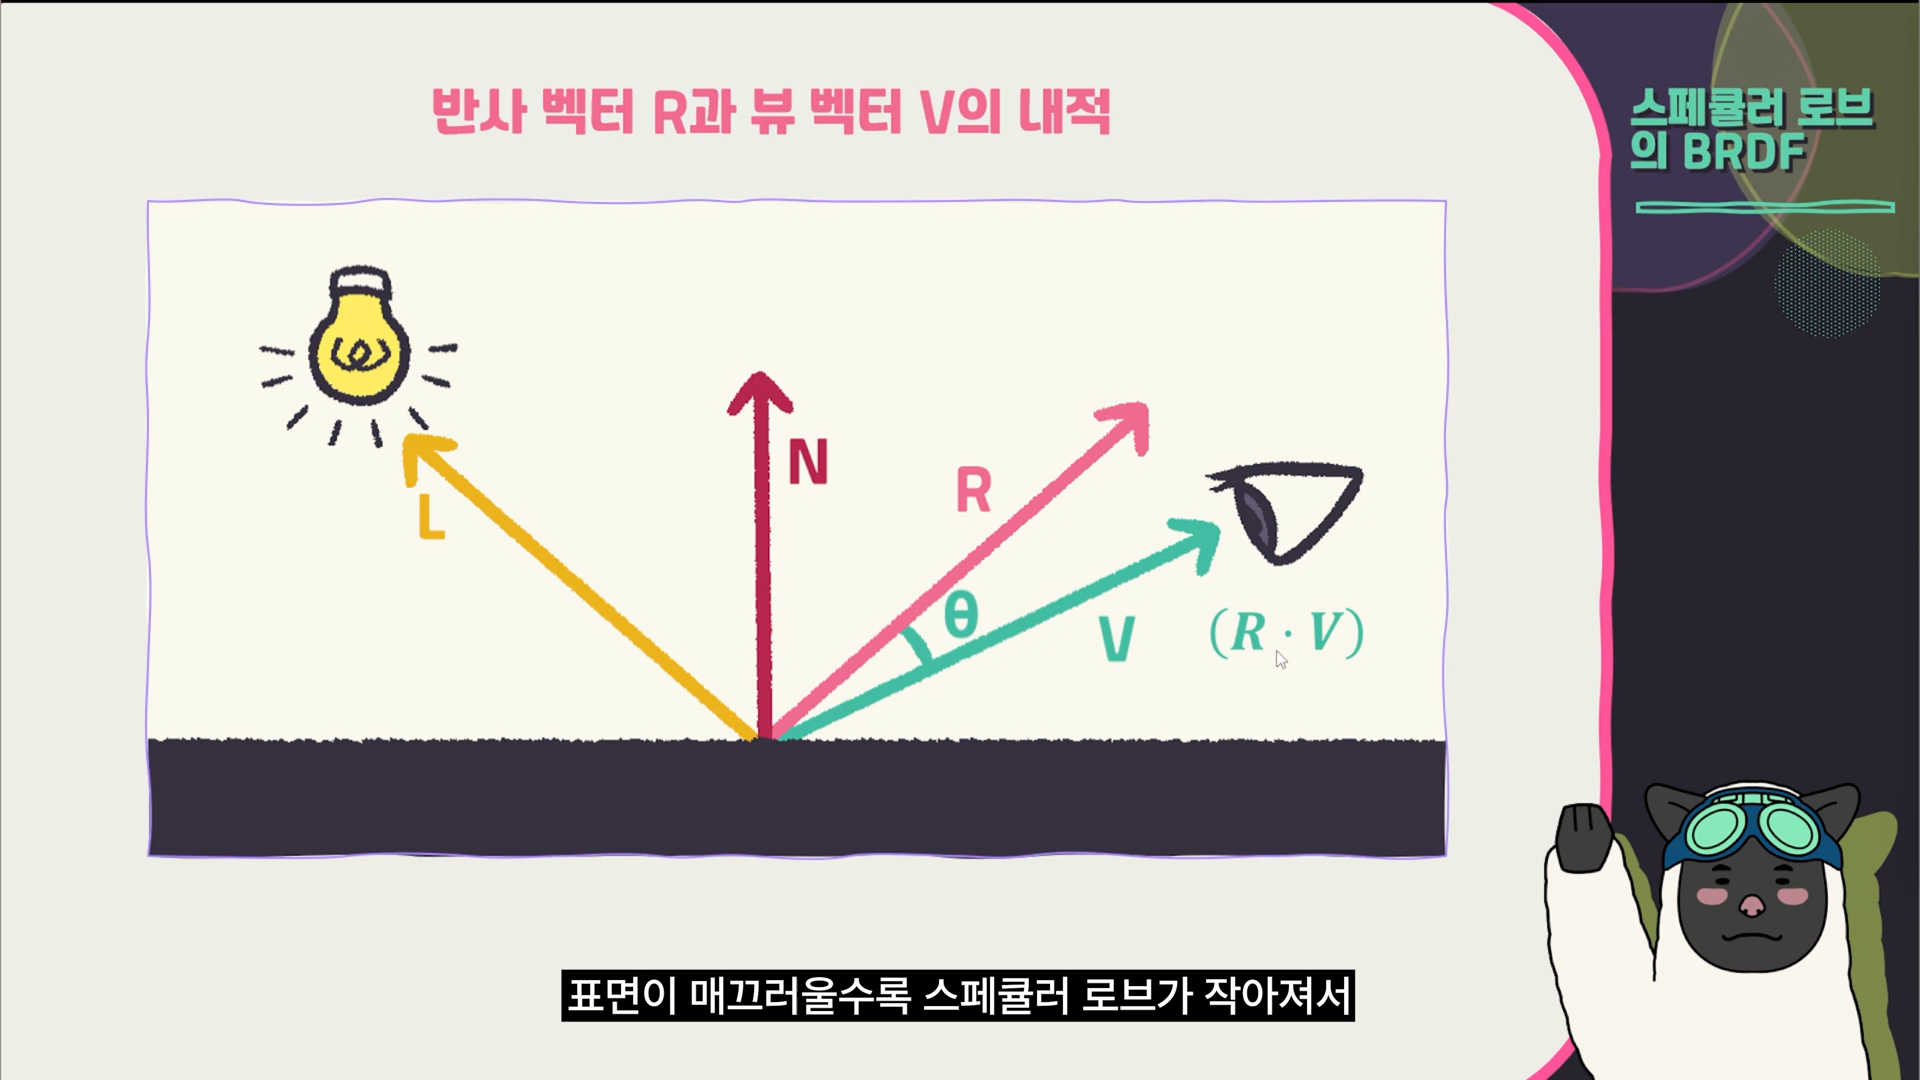 반사 벡터 R과 뷰 벡터 V의 내적
스페큘러 로브
의 BRDF
N
R
L
θ
V
(R · V)
표면이 매끄러울수록 스페큘러 로브가 작아져서